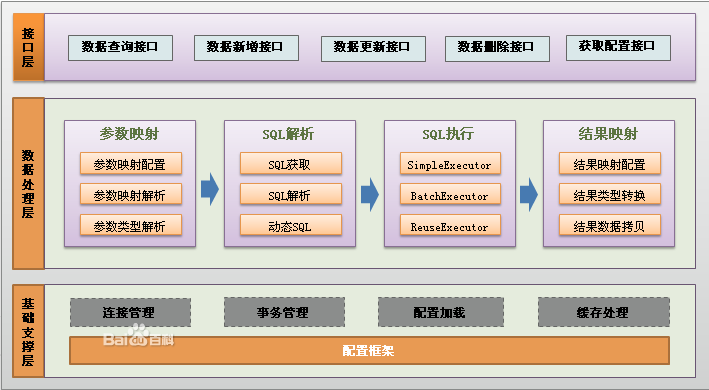 接口层
数据查询接口
数据新增接口
数据更新接口
数据删除接口
获取配置接口
数据处理层
参数映射
参数映射配置
参数映射解析
参数类型解析
SQL解析
SQL获取
SQL解析
动态SQL
SQL执行
SimpleExecutor
BatchExecutor
ReuseExecutor
结果映射
结果映射配置
结果类型转换
结果数据拷贝
基础支撑层
连接管理
事务管理
配置加载
缓存处理
Bai百科
配置框架